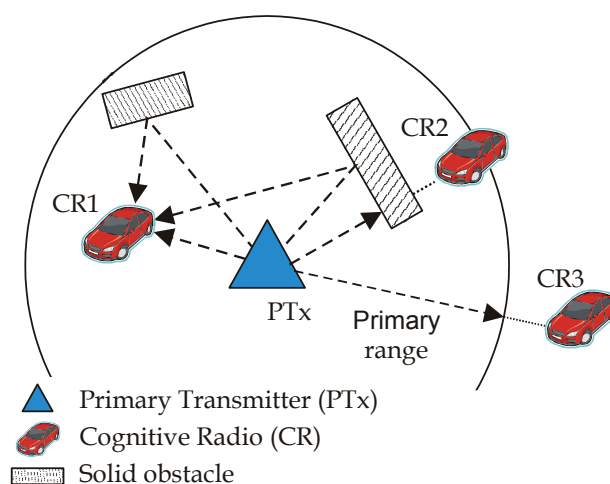 CR2
CR1
CR3
PTx
Primary
range
Primary Transmitter (PTx)
Cognitive Radio (CR)
Solid obstacle